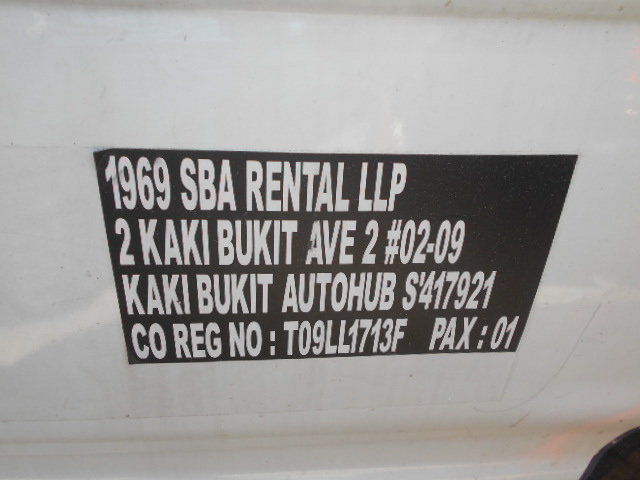 1969 SBA RENTAL LLP
2 KAKI BUKIT AVE 2 #02-09
KAKI BUKIT AUTOHUB S'417921
CO REG NO : T09LL1713F PAX : 01